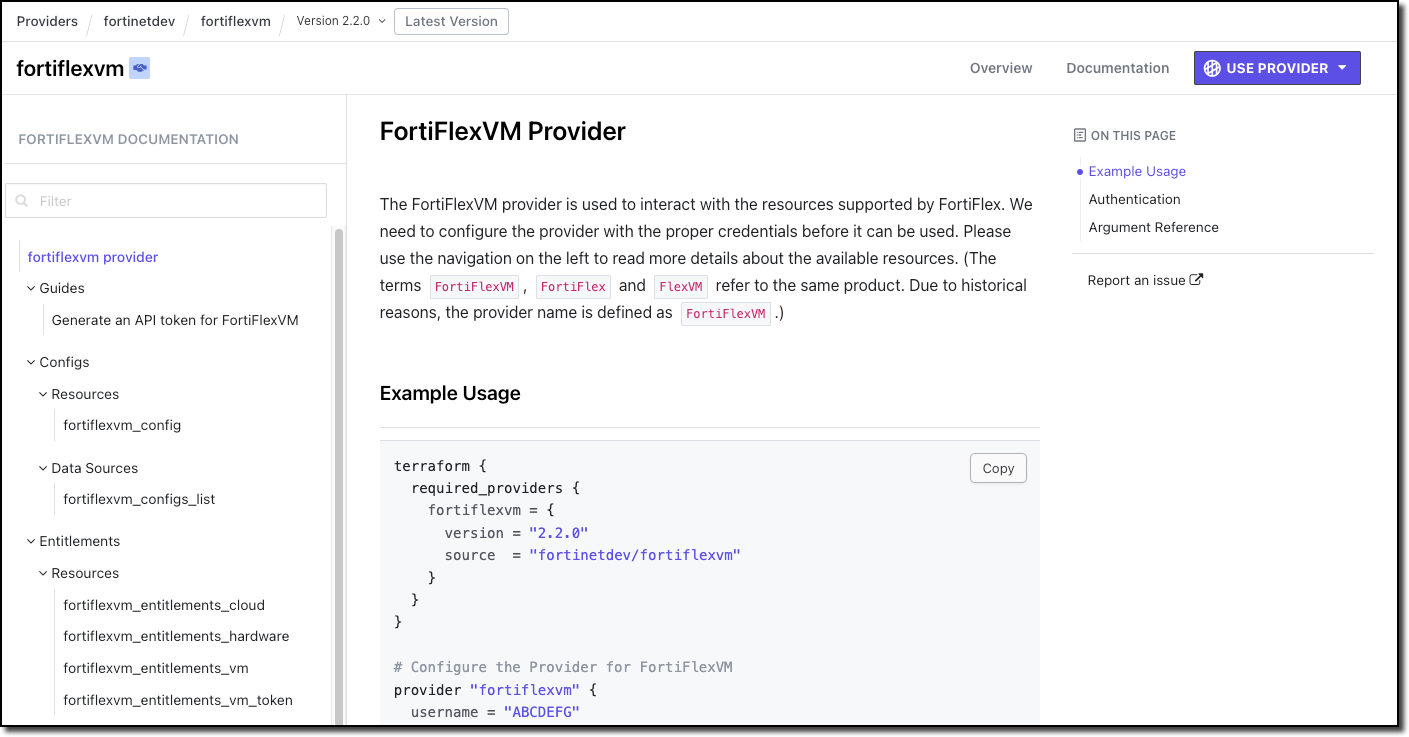 Providers / fortinetdev / fortiflexvm / Version 2.2.0 Latest Version
fortiflexvm
Overview Documentation USE PROVIDER
FORTIFLEXVM DOCUMENTATION
Filter
fortiflexvm provider
Guides
Generate an API token for FortiFlexVM
Configs
Resources
fortiflexvm_config
Data Sources
fortiflexvm_configs_list
Entitlements
Resources
fortiflexvm_entitlements_cloud
fortiflexvm_entitlements_hardware
fortiflexvm_entitlements_vm
fortiflexvm_entitlements_vm_token
FortiFlexVM Provider
The FortiFlexVM provider is used to interact with the resources supported by FortiFlex. We
need to configure the provider with the proper credentials before it can be used. Please
use the navigation on the left to read more details about the available resources. (The
terms FortiFlexVM , FortiFlex and FlexVM refer to the same product. Due to historical
reasons, the provider name is defined as FortiFlexVM .)
Example Usage
Copy
terraform {
  required_providers {
    fortiflexvm = {
      version = "2.2.0"
      source  = "fortinetdev/fortiflexvm"
    }
  }
}
# Configure the Provider for FortiFlexVM
provider "fortiflexvm" {
  username = "ABCDEFG"
ON THIS PAGE
Example Usage
Authentication
Argument Reference
Report an issue